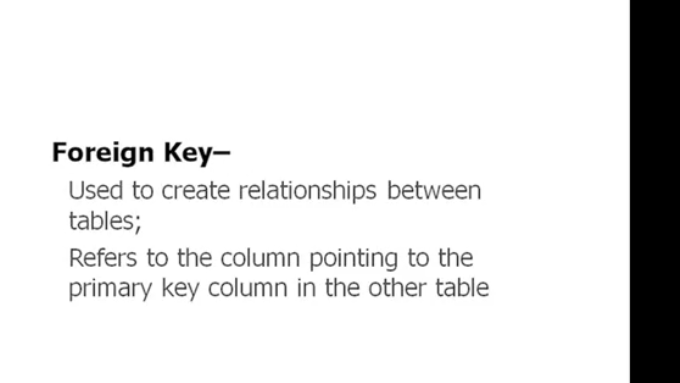 Foreign Key–
Used to create relationships between
tables;
Refers to the column pointing to the
primary key column in the other table